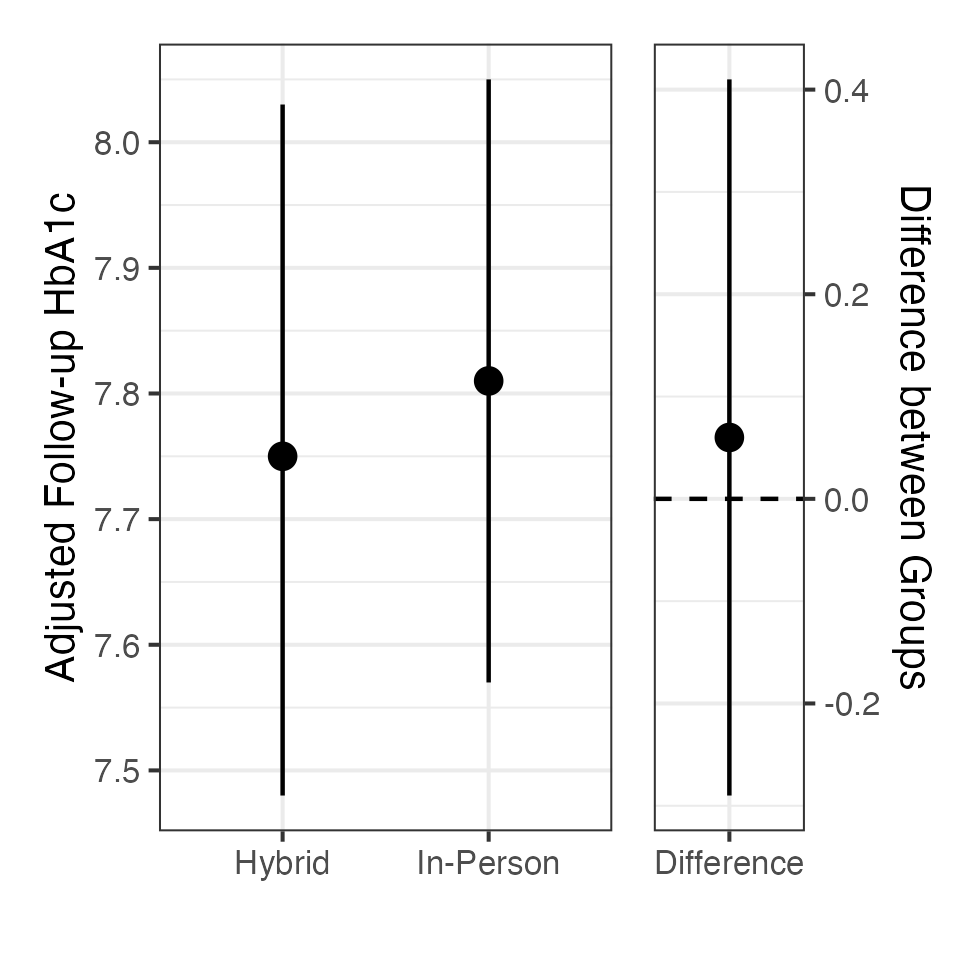 Adjusted Follow-up HbA1c
8.0
7.9
7.8
7.7
7.6
7.5
Hybrid
In-Person
Difference
0.4
0.2
0.0
-0.2
Difference between Groups